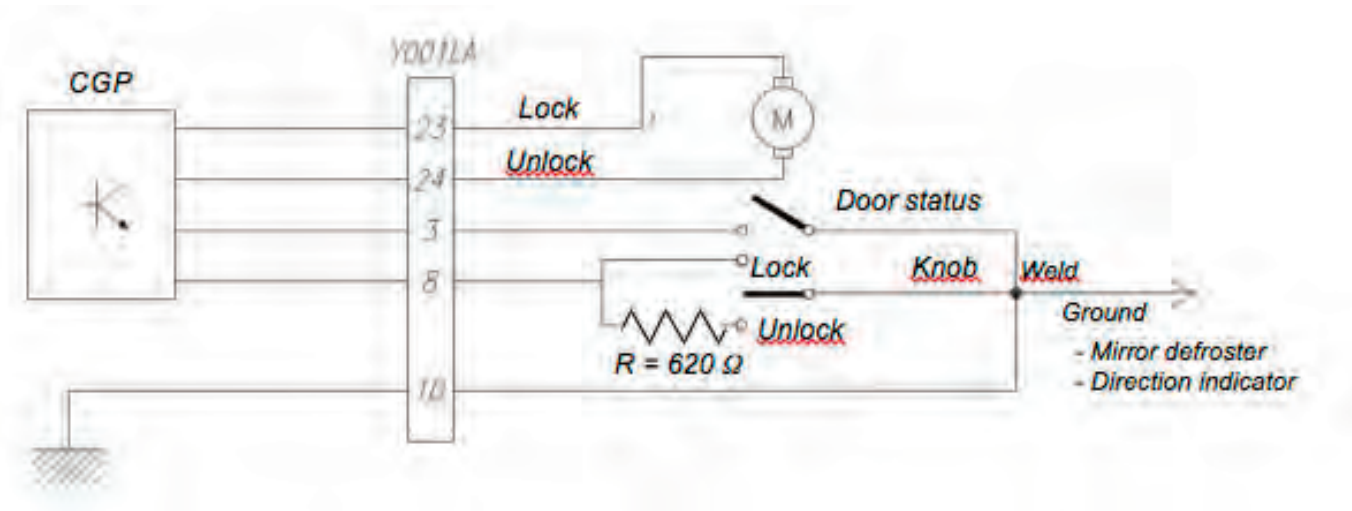 Y001LA
CGP
Lock
23
M
Unlock
24
Door status
3
Lock
Knob
Weld
8
Ground
Unlock
- Mirror defroster
R = 620 Ω
- Direction indicator
10